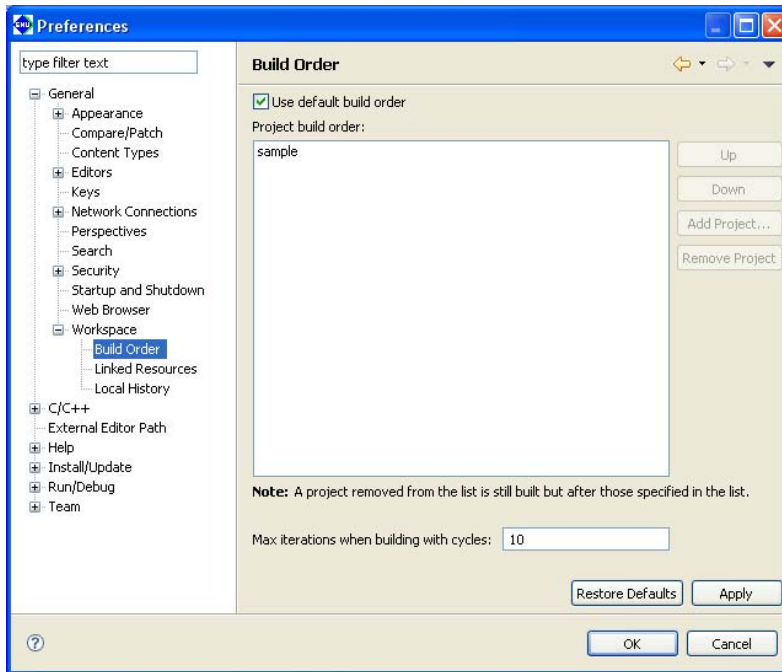 EMU Preferences
type filter text
General
Appearance
Compare/Patch
Content Types
Editors
Keys
Network Connections
Perspectives
Search
Security
Startup and Shutdown
Web Browser
Workspace
Build Order
Linked Resources
Local History
C/C++
External Editor Path
Help
Install/Update
Run/Debug
Team
Build Order
Use default build order
Project build order:
sample
Up
Down
Add Project...
Remove Project
Note: A project removed from the list is still built but after those specified in the list.
Max iterations when building with cycles: 10
Restore Defaults Apply
? OK Cancel